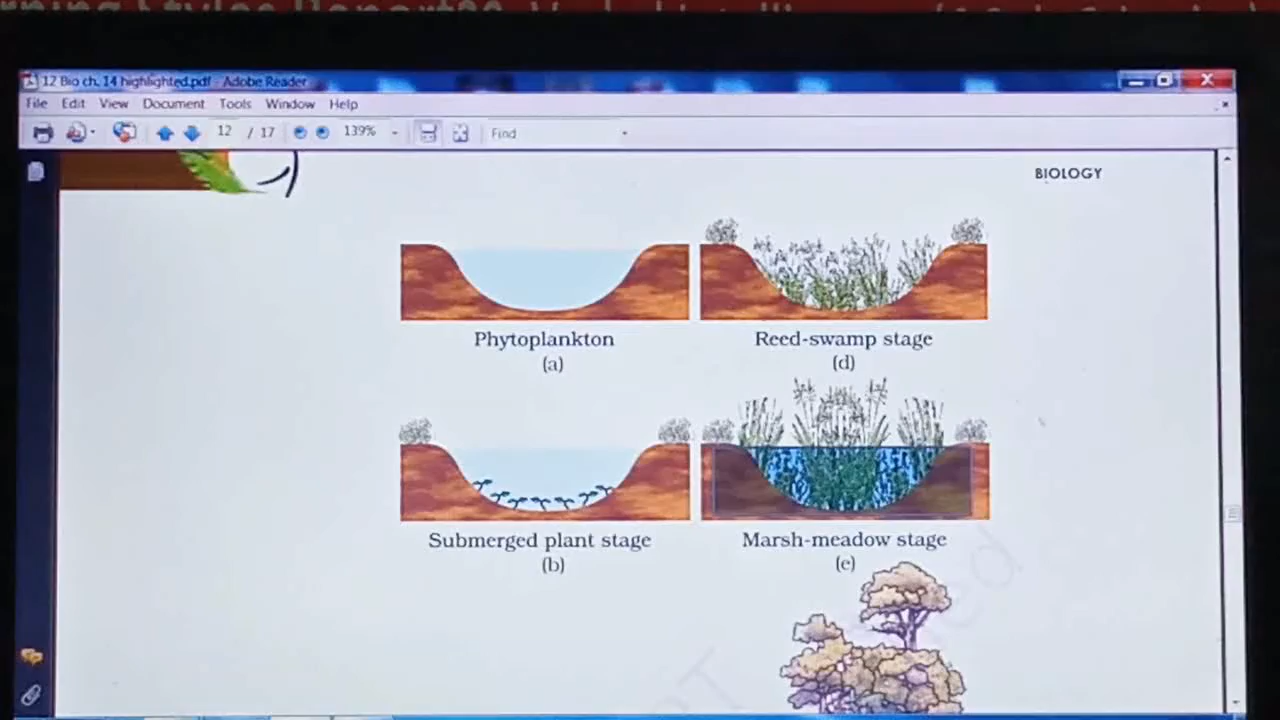 12 Bio ch. 14 highlighted.pdf - Adobe Reader
File Edit View Document Tools Window Help
12 / 17 139% Find
BIOLOGY
Phytoplankton
(a)
Reed-swamp stage
(d)
Submerged plant stage
(b)
Marsh-meadow stage
(e)